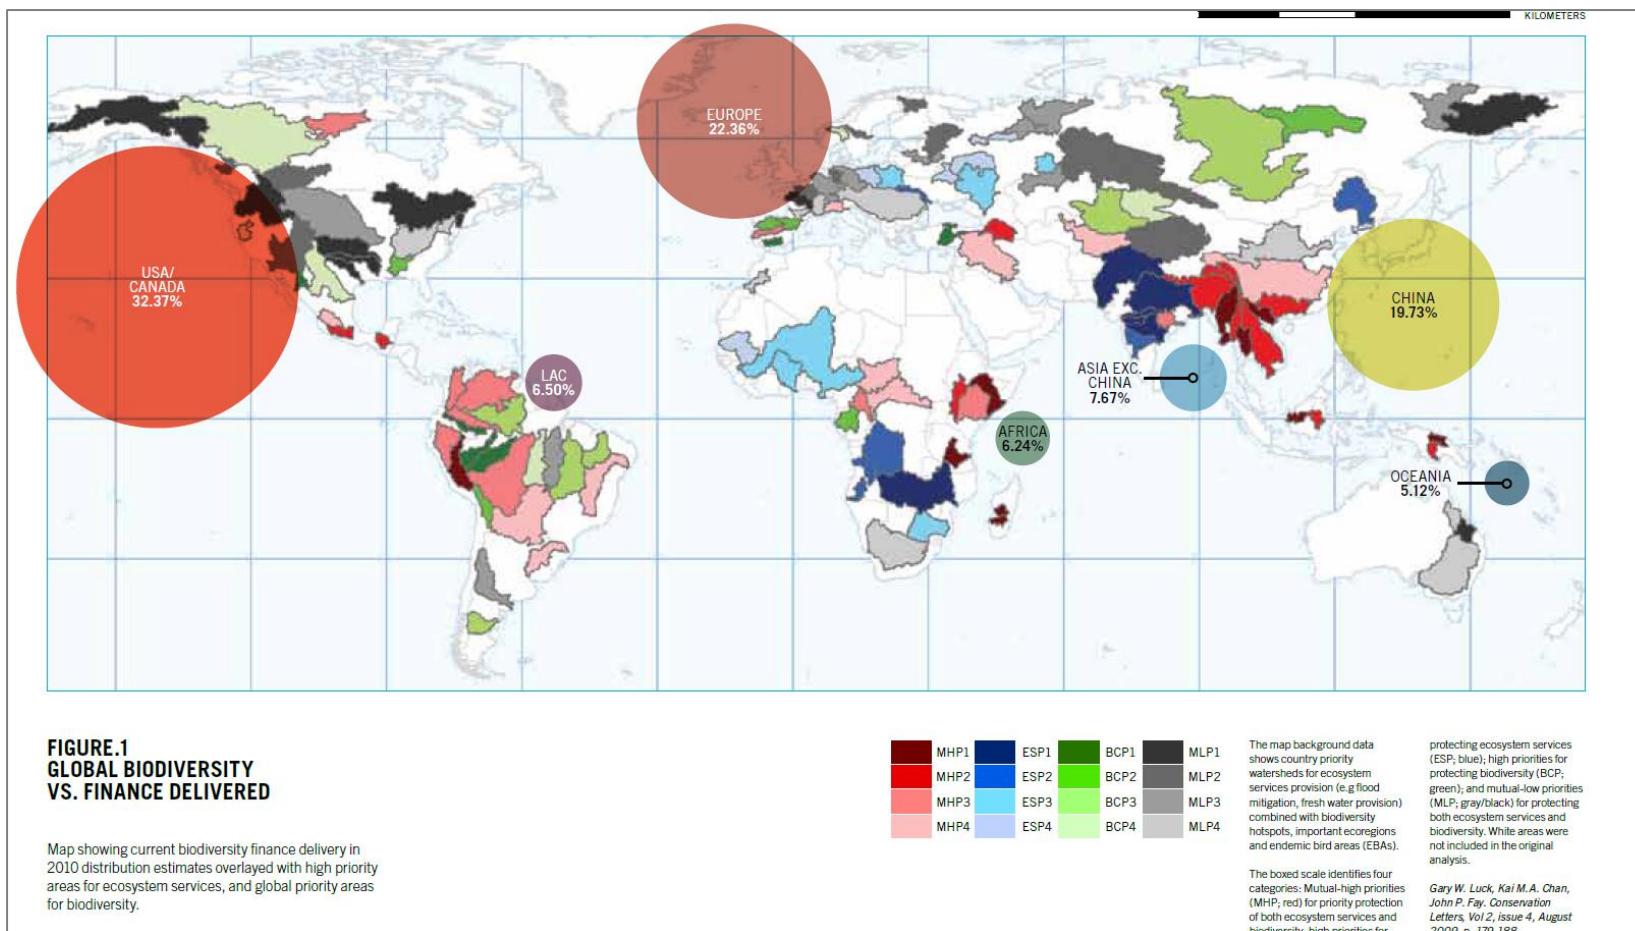 KILOMETERS
EUROPE
22.36%
USA/
CANADA
32.37%
CHINA
19.73%
LAC
6.50%
ASIA EXC.
CHINA
7.67%
AFRICA
6.24%
OCEANIA
5.12%
FIGURE.1
GLOBAL BIODIVERSITY
VS. FINANCE DELIVERED
Map showing current biodiversity finance delivery in
2010 distribution estimates overlayed with high priority
areas for ecosystem services, and global priority areas
for biodiversity.
MHP1 ESP1 BCP1 MLP1
MHP2 ESP2 BCP2 MLP2
MHP3 ESP3 BCP3 MLP3
MHP4 ESP4 BCP4 MLP4
The map background data
shows country priority
watersheds for ecosystem
services provision (e.g flood
mitigation, fresh water provision)
combined with biodiversity
hotspots, important ecoregions
and endemic bird areas (EBAs).
The boxed scale identifies four
categories: Mutual-high priorities
(MHP; red) for priority protection
of both ecosystem services and
biodiversity, high priorities for
protecting ecosystem services
(ESP; blue); high priorities for
protecting biodiversity (BCP;
green); and mutual-low priorities
(MLP; gray/black) for protecting
both ecosystem services and
biodiversity. White areas were
not included in the original
analysis.
Gary W. Luck, Kai M.A. Chan,
John P. Fay. Conservation
Letters, Vol 2, issue 4, August
2009, p. 179-188